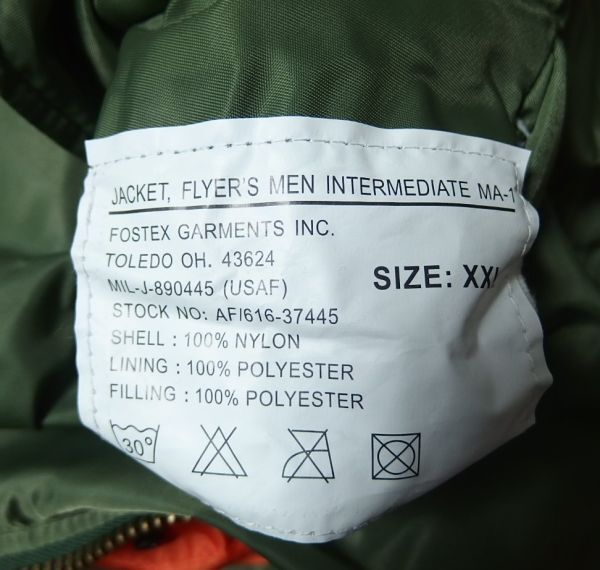 JACKET, FLYER'S MEN INTERMEDIATE MA-1
FOSTEX GARMENTS INC.
TOLEDO OH. 43624
MIL-J-890445 (USAF)
SIZE:
STOCK NO: AF/616-37445
SHELL : 100% NYLON
LINING : 100% POLYESTER
FILLING : 100% POLYESTER
30°